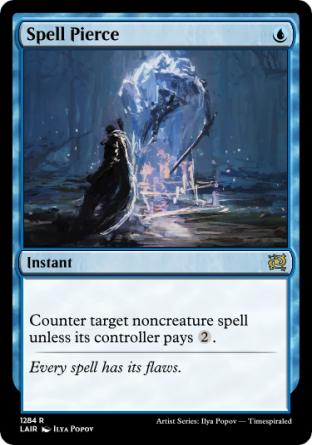 Spell Pierce
Instant
Counter target noncreature spell
unless its controller pays 2.
Every spell has its flaws.
1284 R
LAIR • Ilya Popov
Artist Series: Ilya Popov — Timespiraled